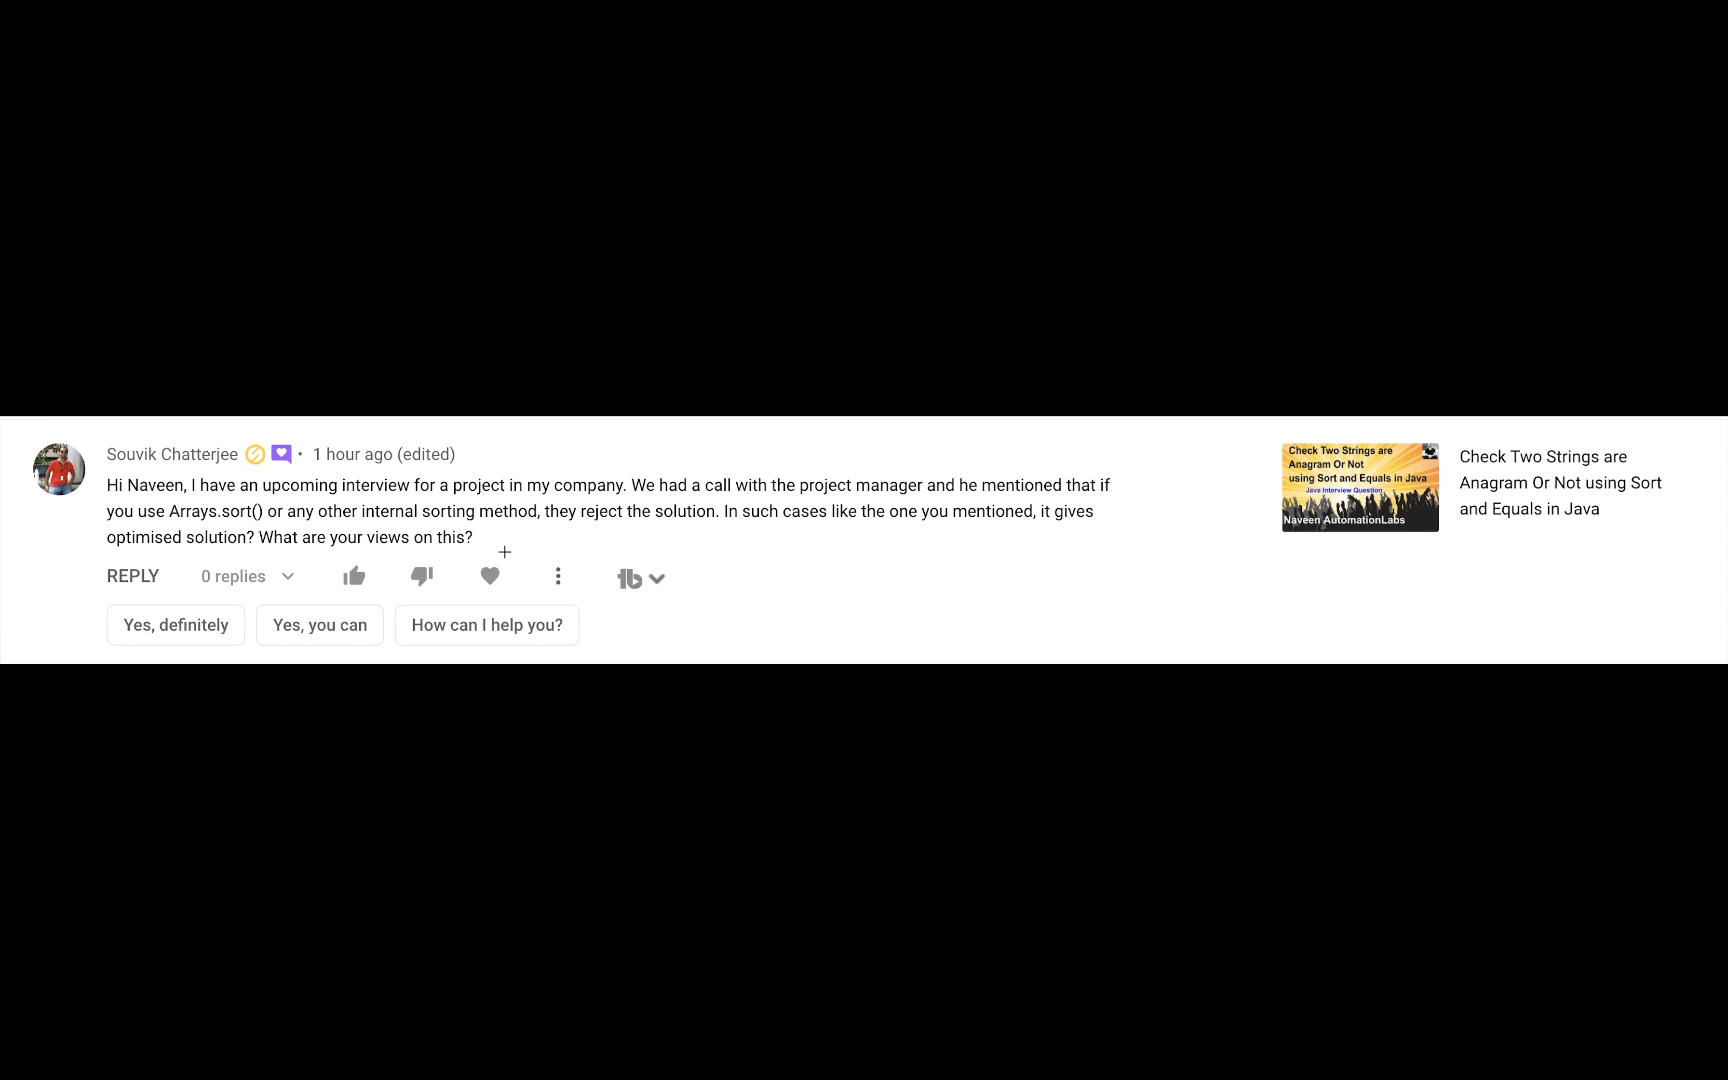 Souvik Chatterjee • 1 hour ago (edited)
Hi Naveen, I have an upcoming interview for a project in my company. We had a call with the project manager and he mentioned that if
you use Arrays.sort() or any other internal sorting method, they reject the solution. In such cases like the one you mentioned, it gives
optimised solution? What are your views on this?
REPLY 0 replies
Yes, definitely Yes, you can How can I help you?
Check Two Strings are
Anagram Or Not
using Sort and Equals in Java
Java Interview Question
Naveen AutomationLabs
Check Two Strings are
Anagram Or Not using Sort
and Equals in Java